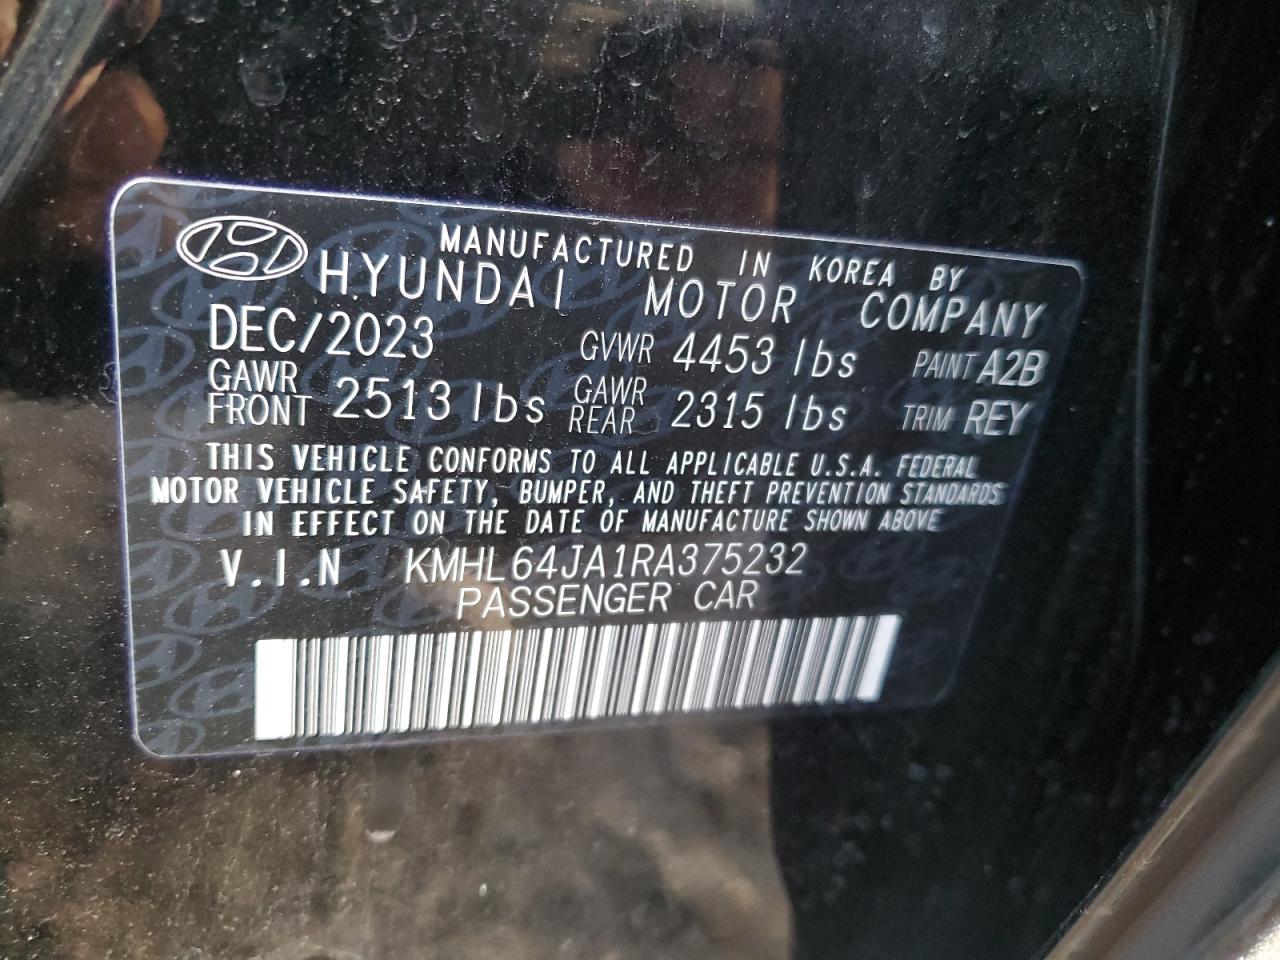 MANUFACTURED IN KOREA BY
HYUNDAI MOTOR COMPANY
DEC/2023 GVWR 4453 lbs PAINT A2B
GAWR FRONT 2513 lbs GAWR REAR 2315 lbs TRIM REY
THIS VEHICLE CONFORMS TO ALL APPLICABLE U.S.A. FEDERAL
MOTOR VEHICLE SAFETY, BUMPER, AND THEFT PREVENTION STANDARDS
IN EFFECT ON THE DATE OF MANUFACTURE SHOWN ABOVE
V.I.N KMHL64JA1RA375232
PASSENGER CAR